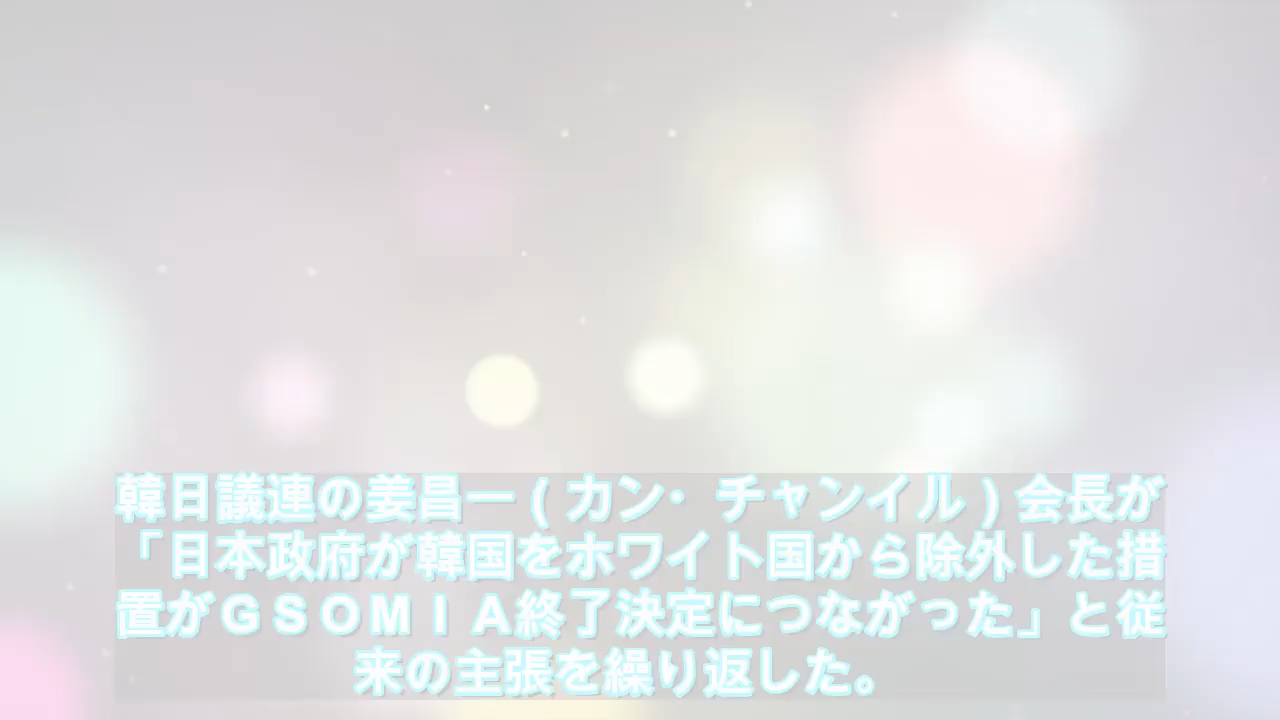 韓日議連の姜昌一(カン・チャンイル)会長が
「日本政府が韓国をホワイト国から除外した措
置がGSOMIA終了決定につながった」と従
来の主張を繰り返した。